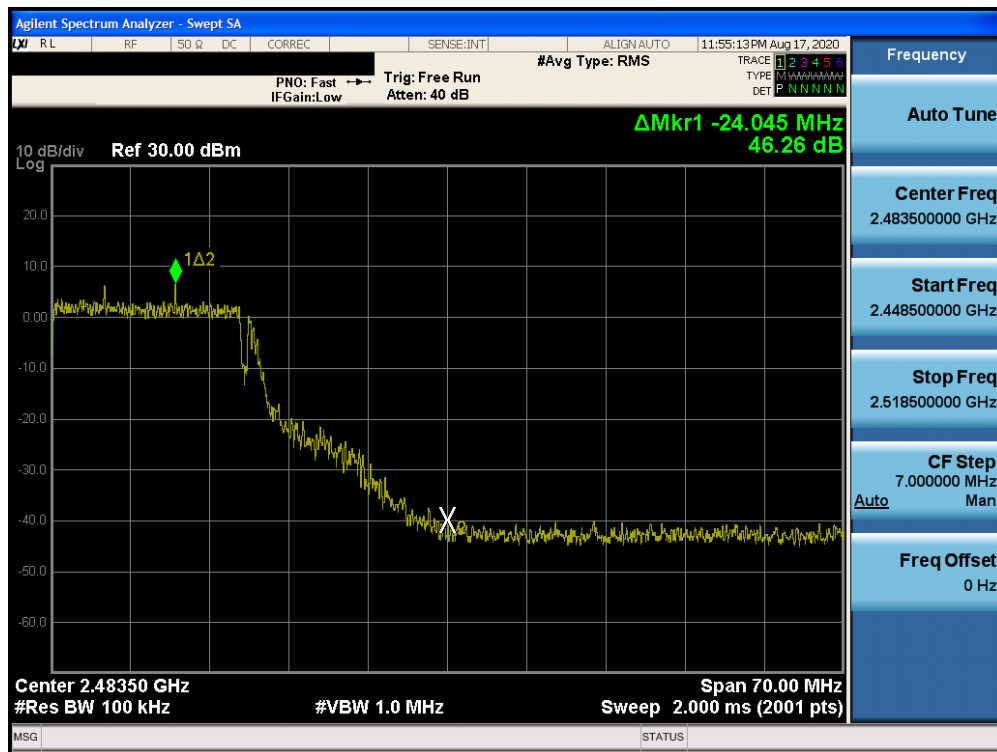 Agilent Spectrum Analyzer - Swept SA
LXI RL RF 50 Ω DC CORREC SENSE:INT ALIGN AUTO 11:55:13 PM Aug 17, 2020
#Avg Type: RMS TRACE 1 2 3 4 5 6
PNO: Fast Trig: Free Run TYPE M WWWWW
IFGain:Low Atten: 40 dB DET P N N N N N
ΔMkr1 -24.045 MHz
46.26 dB
10 dB/div Ref 30.00 dBm
Log
20.0
10.0
0.00
-10.0
-20.0
-30.0
-40.0
-50.0
-60.0
1Δ2
2
Center 2.48350 GHz Span 70.00 MHz
#Res BW 100 kHz #VBW 1.0 MHz Sweep 2.000 ms (2001 pts)
MSG STATUS
Frequency
Auto Tune
Center Freq
2.483500000 GHz
Start Freq
2.448500000 GHz
Stop Freq
2.518500000 GHz
CF Step
7.000000 MHz
Auto Man
Freq Offset
0 Hz